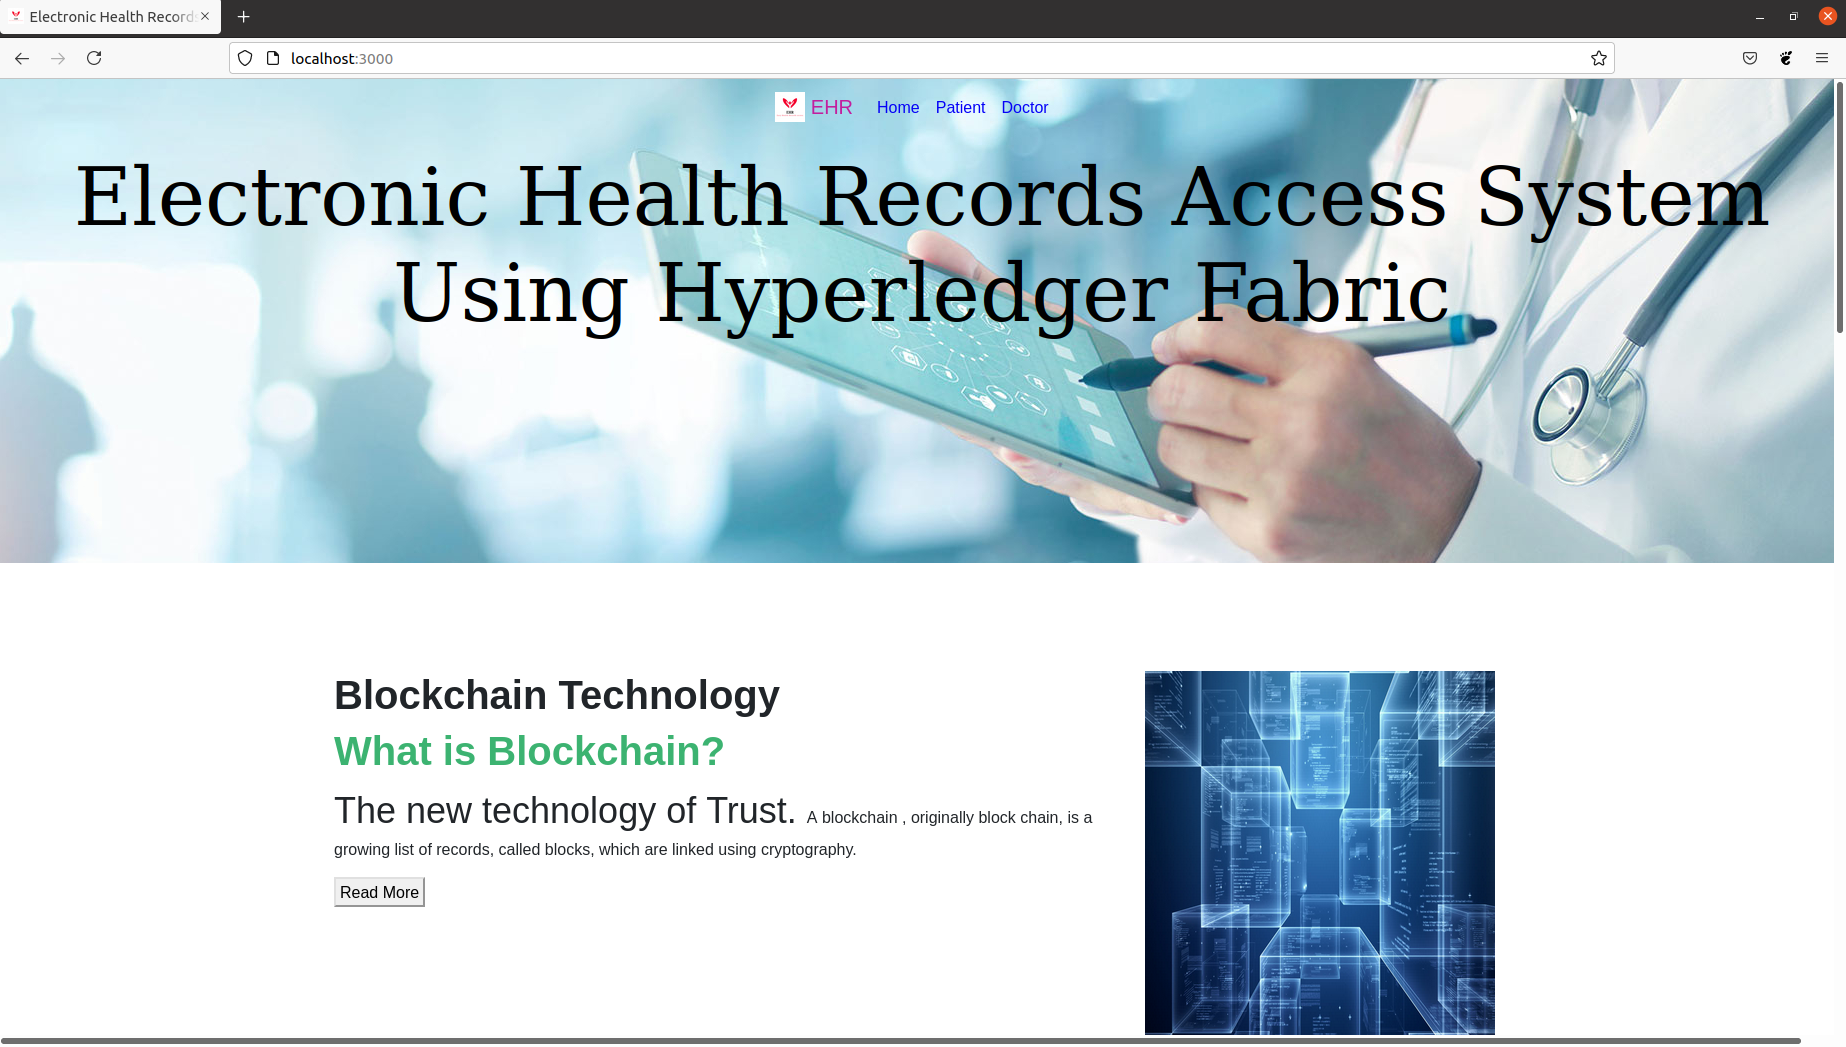 Electronic Health Records
localhost:3000
EHR Home Patient Doctor
Electronic Health Records Access System
Using Hyperledger Fabric
Blockchain Technology
What is Blockchain?
The new technology of Trust. A blockchain , originally block chain, is a
growing list of records, called blocks, which are linked using cryptography.
Read More